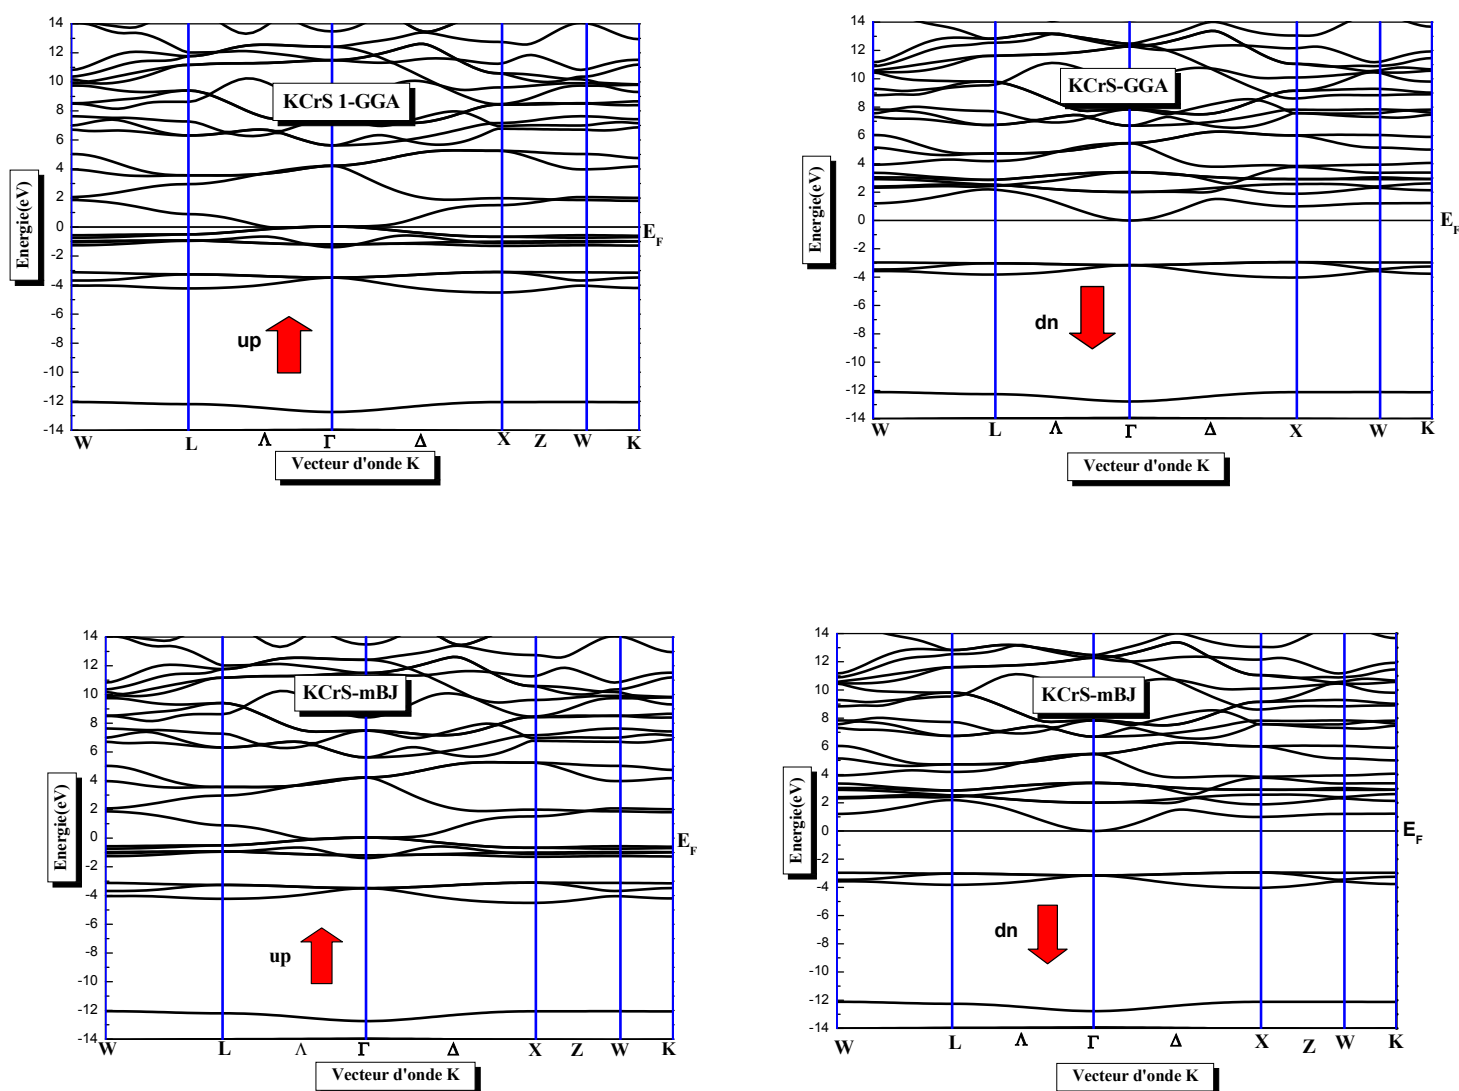 KCrS 1-GGA
Energie(eV)
14
12
10
8
6
4
2
0
-2
-4
-6
-8
-10
-12
-14
E_F
up
W L Λ Γ Δ X Z W K
Vecteur d'onde K
KCrS-GGA
Energie(eV)
14
12
10
8
6
4
2
0
-2
-4
-6
-8
-10
-12
-14
E_F
dn
W L Λ Γ Δ X W K
Vecteur d'onde K
KCrS-mBJ
Energie(eV)
14
12
10
8
6
4
2
0
-2
-4
-6
-8
-10
-12
-14
E_F
up
W L Λ Γ Δ X Z W K
Vecteur d'onde K
KCrS-mBJ
Energie(eV)
14
12
10
8
6
4
2
0
-2
-4
-6
-8
-10
-12
-14
E_F
dn
W L Λ Γ Δ X Z W K
Vecteur d'onde K